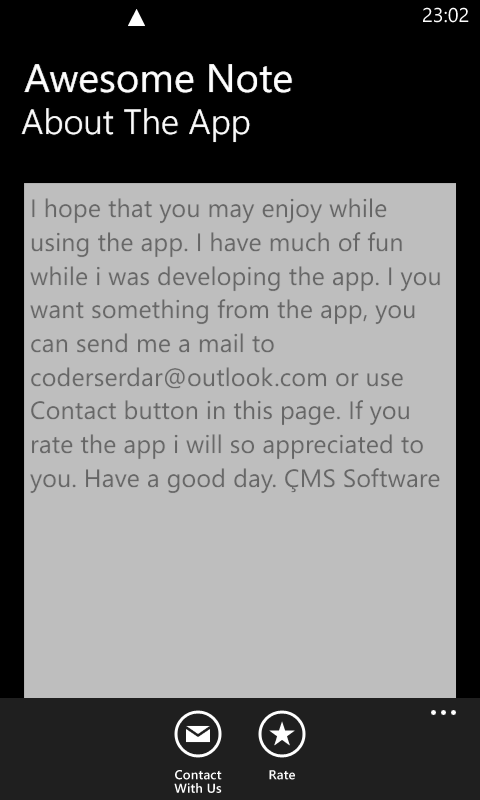 23:02
Awesome Note
About The App
I hope that you may enjoy while
using the app. I have much of fun
while i was developing the app. I you
want something from the app, you
can send me a mail to
coderserdar@outlook.com or use
Contact button in this page. If you
rate the app i will so appreciated to
you. Have a good day. ÇMS Software
Contact
With Us
Rate